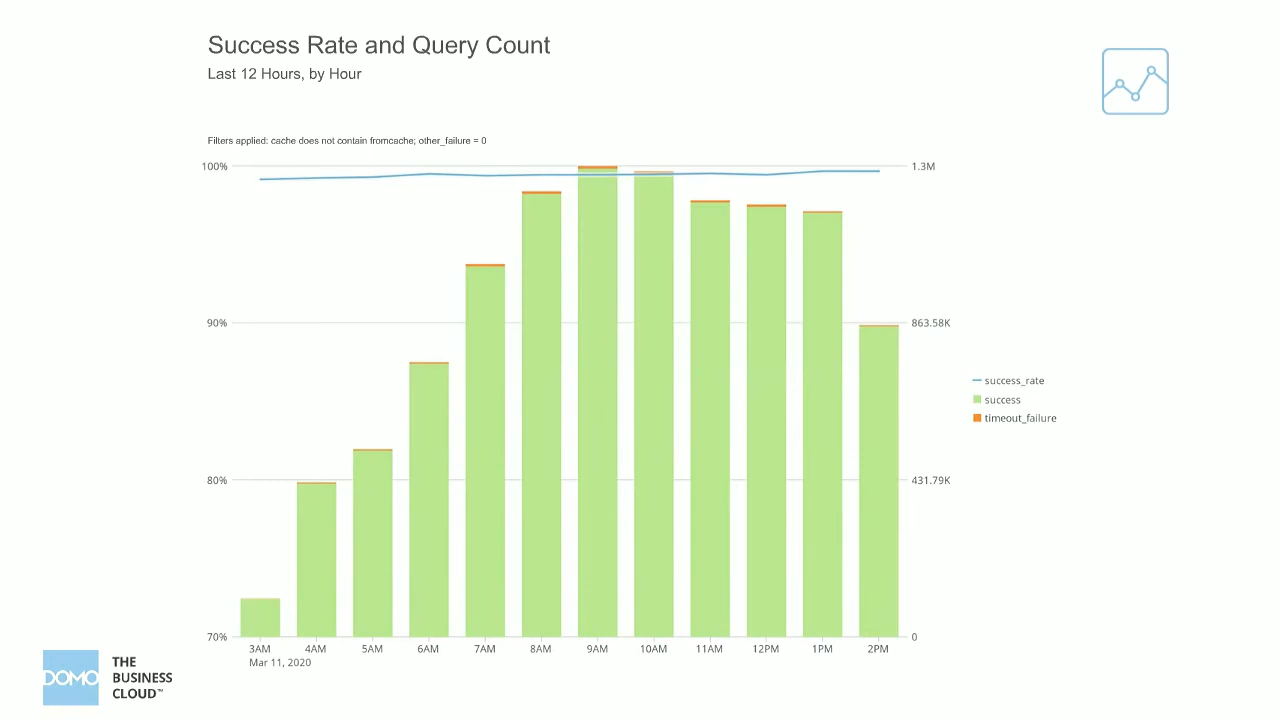 Success Rate and Query Count
Last 12 Hours, by Hour
Filters applied: cache does not contain fromcache; other_failure = 0
100%
1.3M
90%
863.58K
success_rate
success
timeout_failure
80%
431.79K
70%
0
3AM 4AM 5AM 6AM 7AM 8AM 9AM 10AM 11AM 12PM 1PM 2PM
Mar 11, 2020
DOMO
THE
BUSINESS
CLOUD™